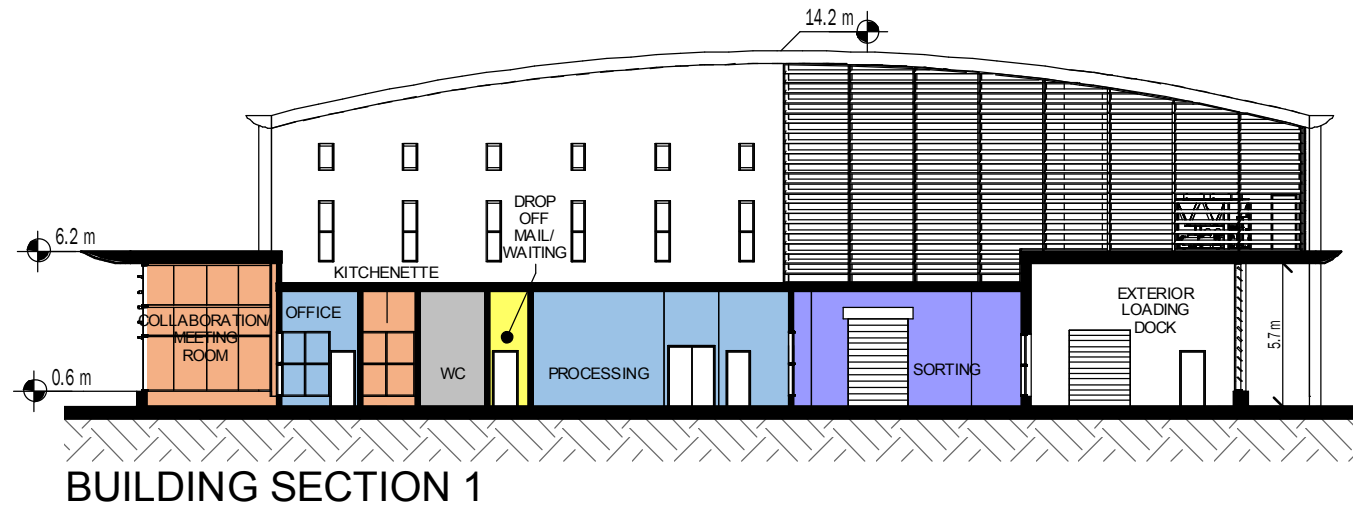 14.2 m
DROP
OFF
MAIL/
WAITING
6.2 m
KITCHENETTE
COLLABORATION/
MEETING
ROOM
OFFICE
EXTERIOR
LOADING
DOCK
5.7 m
0.6 m
WC
PROCESSING
SORTING
BUILDING SECTION 1